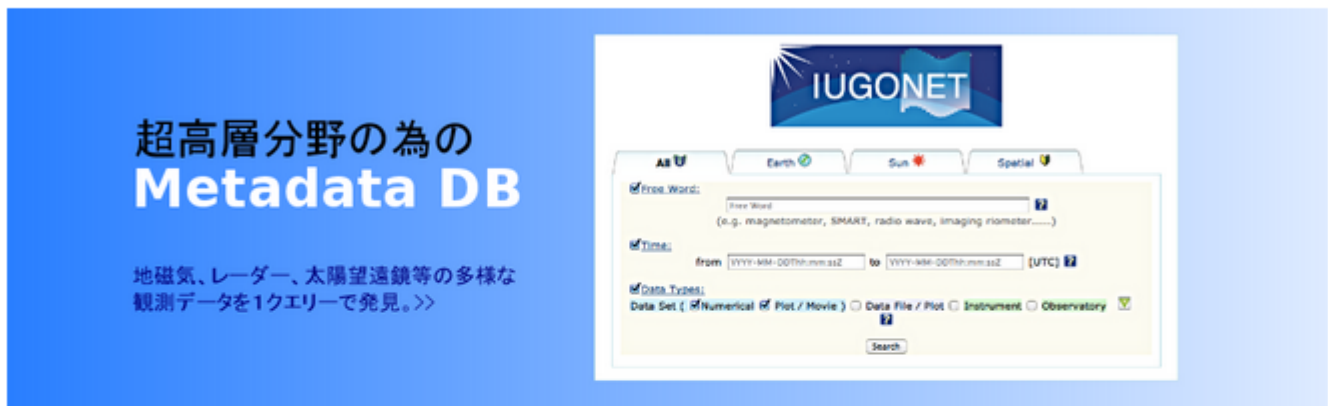 超高層分野の為の
Metadata DB
地磁気、レーダー、太陽望遠鏡等の多様な
観測データを1クエリーで発見。>>
IUGONET
All Earth Sun Spatial
Free Word:
Free Word
(e.g. magnetometer, SMART, radio wave, imaging riometer......)
Time:
from YYYY-MM-DDThh:mm:ssZ to YYYY-MM-DDThh:mm:ssZ [UTC] ?
Data Types:
Data Set ( Numerical Plot / Movie ) Data File / Plot Instrument Observatory
?
Search